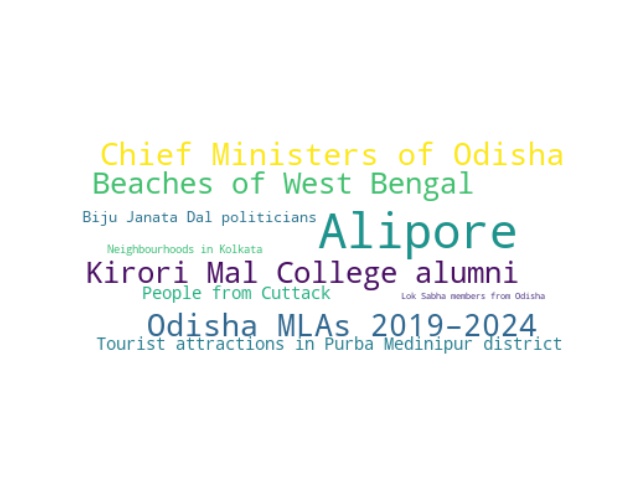 Chief Ministers of Odisha
Beaches of West Bengal
Biju Janata Dal politicians
Alipore
Neighbourhoods in Kolkata
Kirori Mal College alumni
People from Cuttack
Lok Sabha members from Odisha
Odisha MLAs 2019–2024
Tourist attractions in Purba Medinipur district